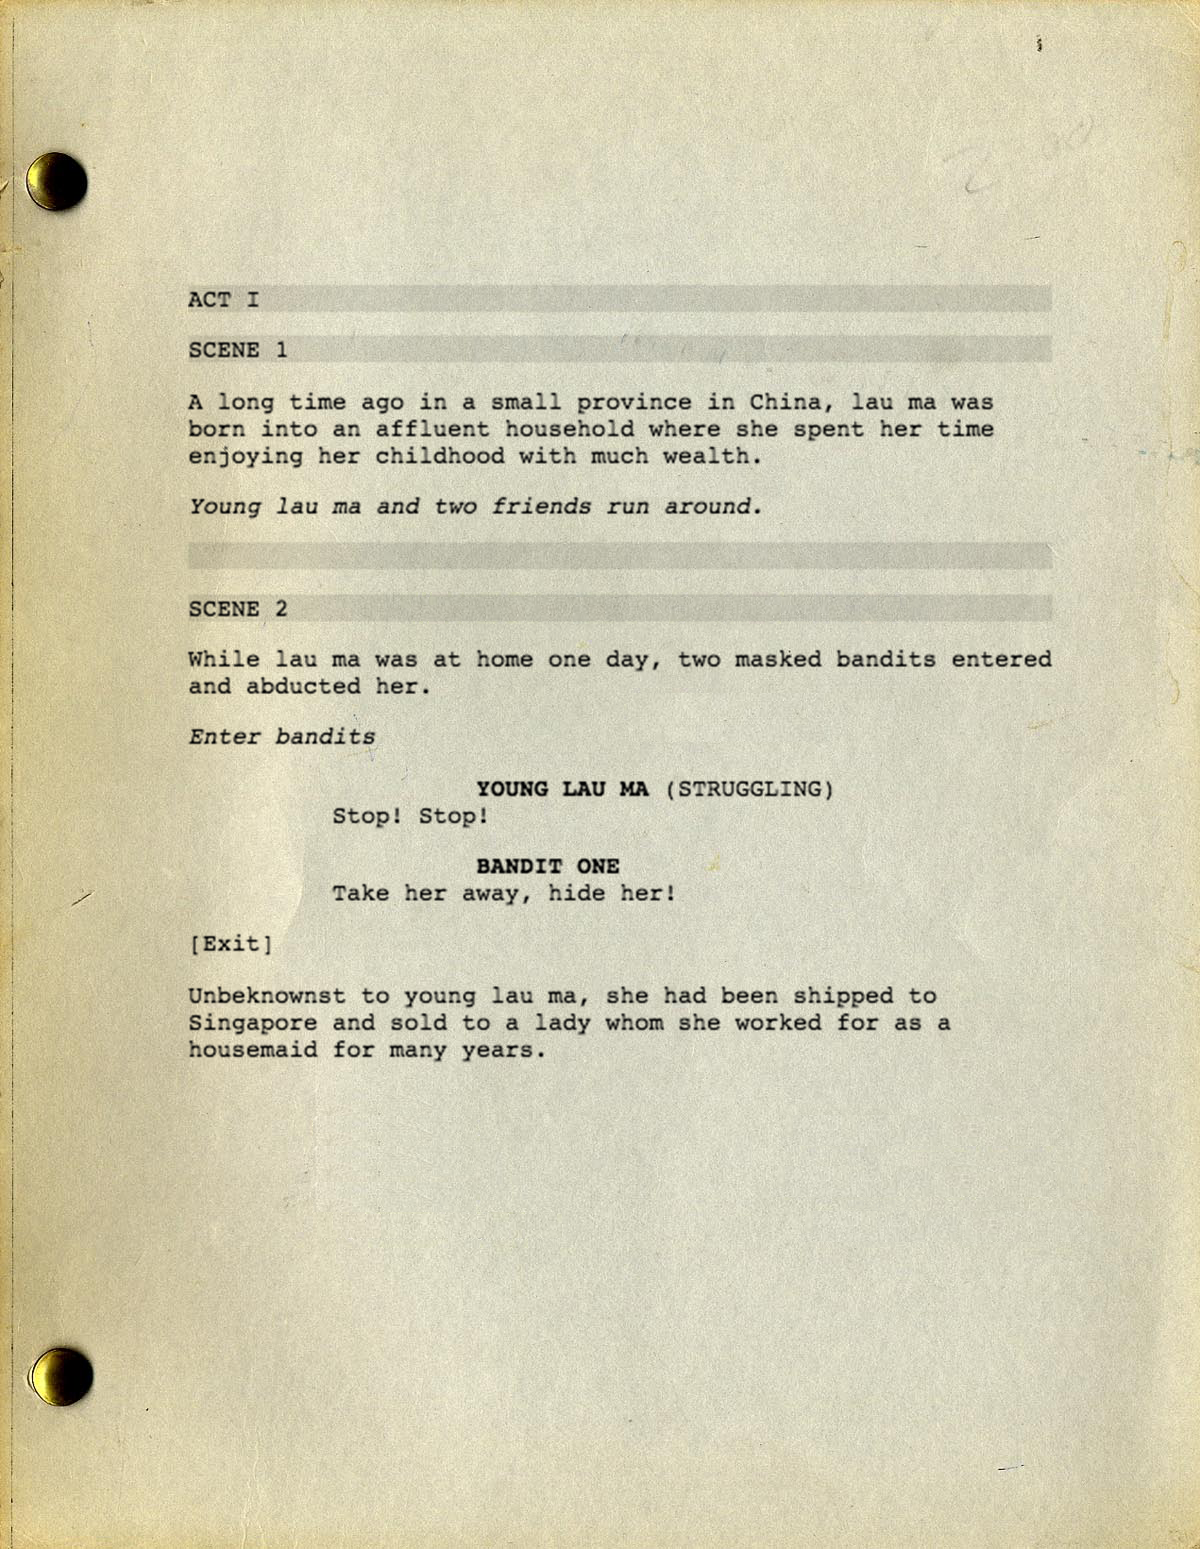 ACT I
SCENE 1
A long time ago in a small province in China, lau ma was
born into an affluent household where she spent her time
enjoying her childhood with much wealth.
Young lau ma and two friends run around.
SCENE 2
While lau ma was at home one day, two masked bandits entered
and abducted her.
Enter bandits
YOUNG LAU MA (STRUGGLING)
Stop! Stop!
BANDIT ONE
Take her away, hide her!
[Exit]
Unbeknownst to young lau ma, she had been shipped to
Singapore and sold to a lady whom she worked for as a
housemaid for many years.